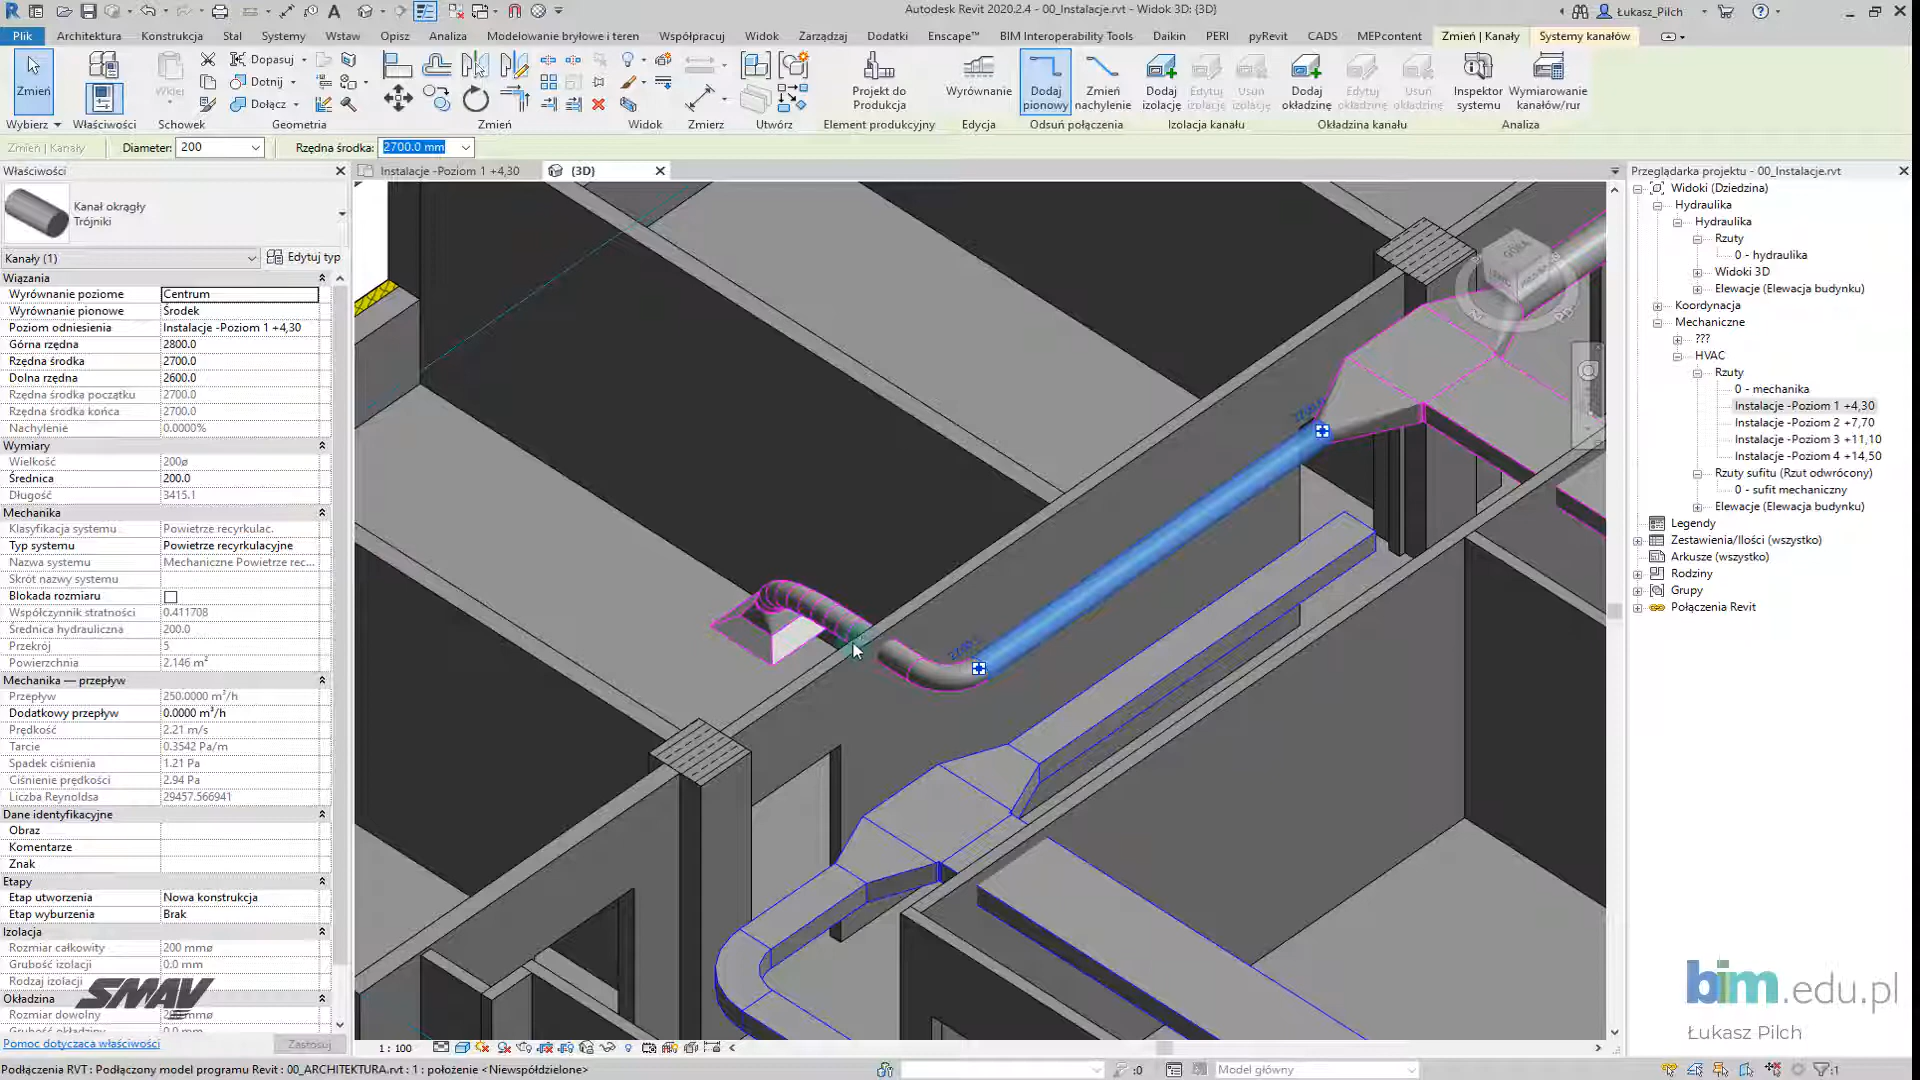 Autodesk Revit 2020.2.4 - 00_Instalacje.rvt - Widok 3D: {3D}
Łukasz_Pilch
Plik
Architektura
Konstrukcja
Stal
Systemy
Wstaw
Opisz
Analiza
Modelowanie bryłowe i teren
Współpracuj
Widok
Zarządzaj
Dodatki
Enscape™
BIM Interoperability Tools
Daikin
PERI
pyRevit
CADS
MEPcontent
Zmień | Kanały
Systemy kanałów
Zmień
Wklej
Dopasuj
Dotnij
Dołącz
Projekt do Produkcja
Wyrównanie
Dodaj pionowy
Zmień nachylenie
Dodaj izolację
Edytuj izolację
Usuń izolację
Dodaj okładzinę
Edytuj okładzinę
Usuń okładzinę
Inspektor systemu
Wymiarowanie kanałów/rur
Wybierz
Właściwości
Schowek
Geometria
Zmień
Widok
Zmierz
Utwórz
Element produkcyjny
Edycja
Odsuń połączenia
Izolacja kanału
Okładzina kanału
Analiza
Zmień | Kanały
Diameter: 200
Rzędna środka: 2700.0 mm
Właściwości
Instalacje -Poziom 1 +4,30
{3D}
Przeglądarka projektu - 00_Instalacje.rvt
Kanał okrągły
Trójniki
Kanały (1)
Edytuj typ
Wiązania
Wyrównanie poziome Centrum
Wyrównanie pionowe Środek
Poziom odniesienia Instalacje -Poziom 1 +4,30
Górna rzędna 2800.0
Rzędna środka 2700.0
Dolna rzędna 2600.0
Rzędna środka początku 2700.0
Rzędna środka końca 2700.0
Nachylenie 0.0000%
Wymiary
Wielkość 200ø
Średnica 200.0
Długość 3415.1
Mechanika
Klasyfikacja systemu Powietrze recyrkulac.
Typ systemu Powietrze recyrkulacyjne
Nazwa systemu Mechaniczne Powietrze rec...
Skrót nazwy systemu
Blokada rozmiaru
Współczynnik stratności 0.411708
Średnica hydrauliczna 200.0
Przekrój 5
Powierzchnia 2.146 m²
Mechanika — przepływ
Przepływ 250.0000 m³/h
Dodatkowy przepływ 0.0000 m³/h
Prędkość 2.21 m/s
Tarcie 0.3542 Pa/m
Spadek ciśnienia 1.21 Pa
Ciśnienie prędkości 2.94 Pa
Liczba Reynoldsa 29457.566941
Dane identyfikacyjne
Obraz
Komentarze
Znak
Etapy
Etap utworzenia Nowa konstrukcja
Etap wyburzenia Brak
Izolacja
Rozmiar całkowity 200 mmø
Grubość izolacji 0.0 mm
Rodzaj izolacji
Okładzina
Rozmiar dowolny
Grubość okładziny 0.0 mm
SMAV
Pomoc dotycząca właściwości
Zastosuj
2700.0
GÓRA
Widoki (Dziedzina)
Hydraulika
Hydraulika
Rzuty
0 - hydraulika
Widoki 3D
Elewacje (Elewacja budynku)
Koordynacja
Mechaniczne
???
HVAC
Rzuty
0 - mechanika
Instalacje -Poziom 1 +4,30
Instalacje -Poziom 2 +7,70
Instalacje -Poziom 3 +11,10
Instalacje -Poziom 4 +14,50
Rzuty sufitu (Rzut odwrócony)
0 - sufit mechaniczny
Elewacje (Elewacja budynku)
Legendy
Zestawienia/Ilości (wszystko)
Arkusze (wszystko)
Rodziny
Grupy
Połączenia Revit
bim.edu.pl
Łukasz Pilch
1 : 100
Podłączenia RVT : Podłączony model programu Revit : 00_ARCHITEKTURA.rvt : 1 : położenie <Niewspółdzielone>
:0
Model główny
:1